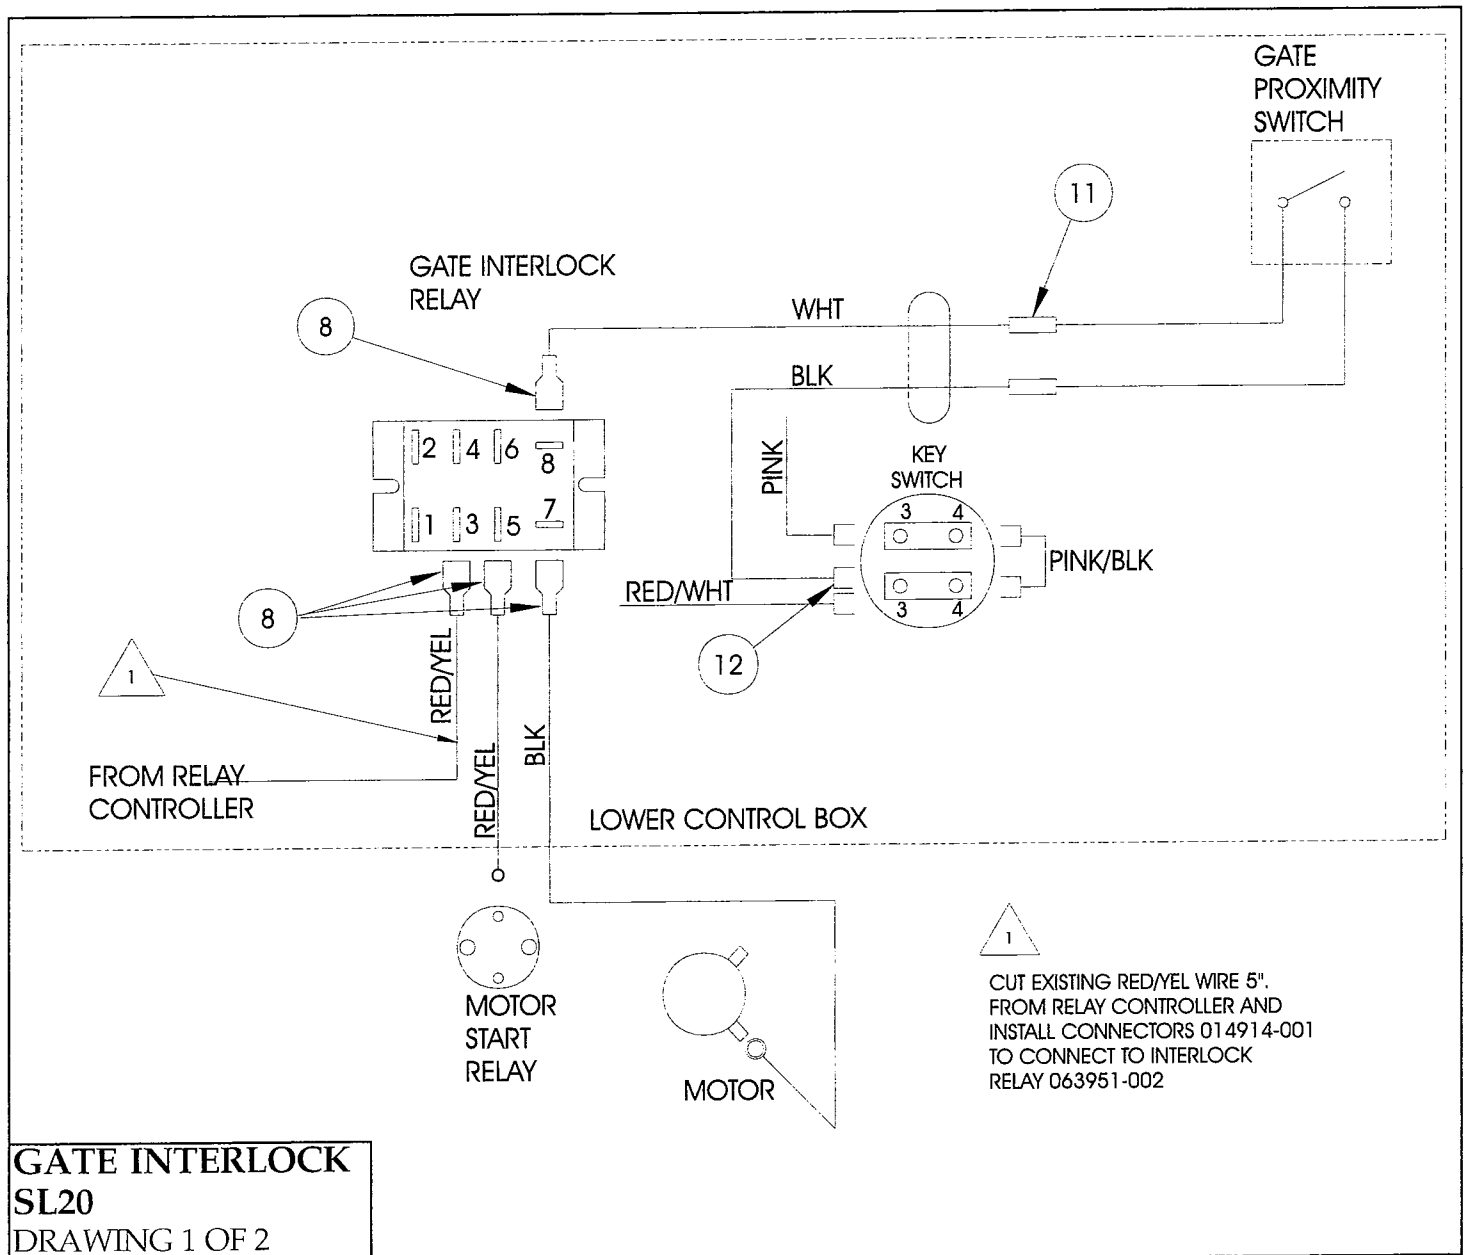 GATE
PROXIMITY
SWITCH
11
GATE INTERLOCK
RELAY
8
WHT
BLK
PINK
KEY
SWITCH
2 4 6 8
1 3 5 7
3 4
PINK/BLK
RED/WHT
3 4
8
12
1
RED/YEL
RED/YEL
BLK
FROM RELAY
CONTROLLER
LOWER CONTROL BOX
MOTOR
START
RELAY
MOTOR
1
CUT EXISTING RED/YEL WIRE 5".
FROM RELAY CONTROLLER AND
INSTALL CONNECTORS 014914-001
TO CONNECT TO INTERLOCK
RELAY 063951-002
GATE INTERLOCK
SL20
DRAWING 1 OF 2